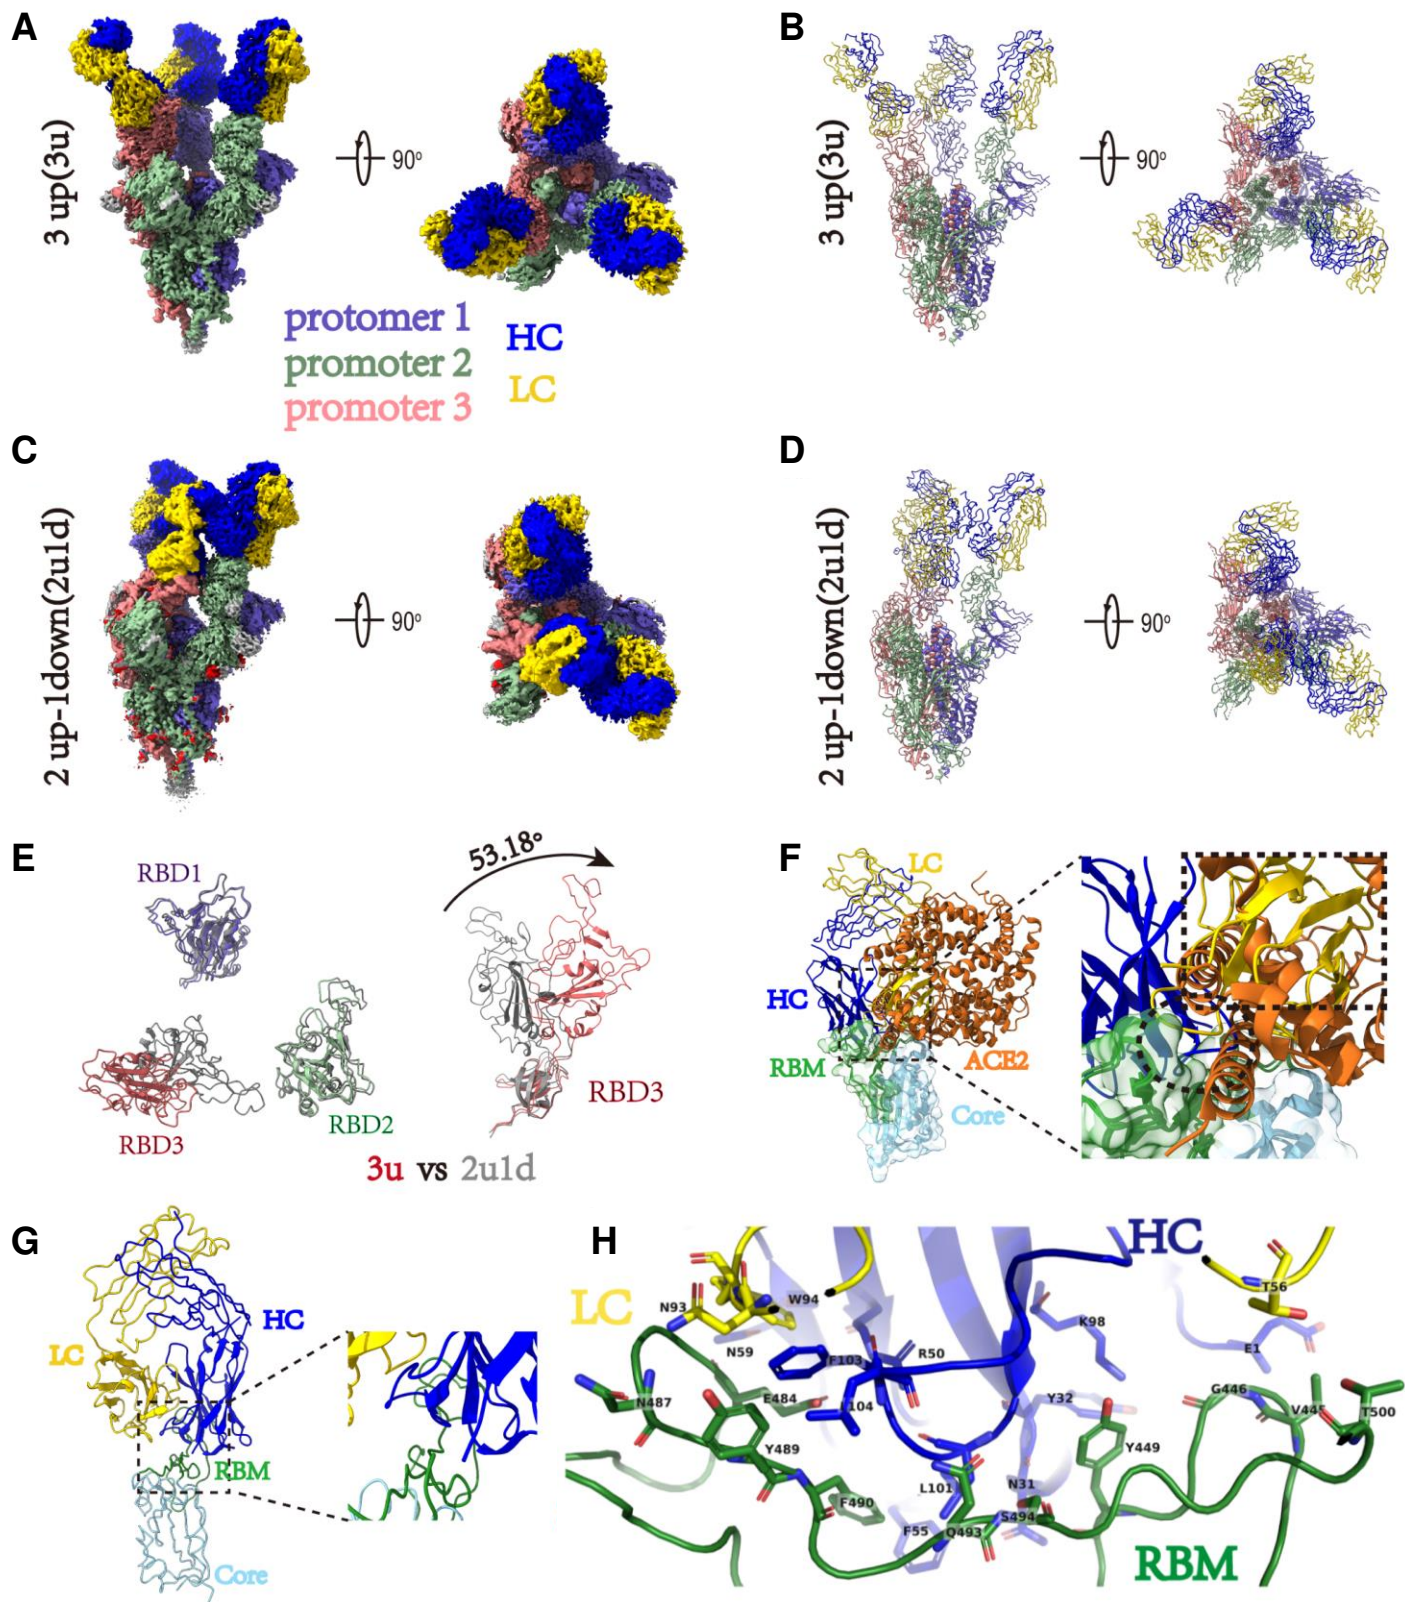 A
B
3 up(3u)
90°
3 up(3u)
90°
protomer 1
HC
promoter 2
LC
promoter 3
C
D
2 up-1down(2u1d)
90°
2 up-1down(2u1d)
90°
E
F
RBD1
53.18°
RBD3
RBD2
RBD3
3u vs 2u1d
LC
HC
RBM
ACE2
Core
G
H
HC
LC
RBM
Core
HC
LC
N93
W94
T56
K98
N59
F103
R50
E1
N487
E484
L104
Y32
G446
V445
T500
Y489
Y449
F490
L101
N31
F55
Q493
S494
RBM